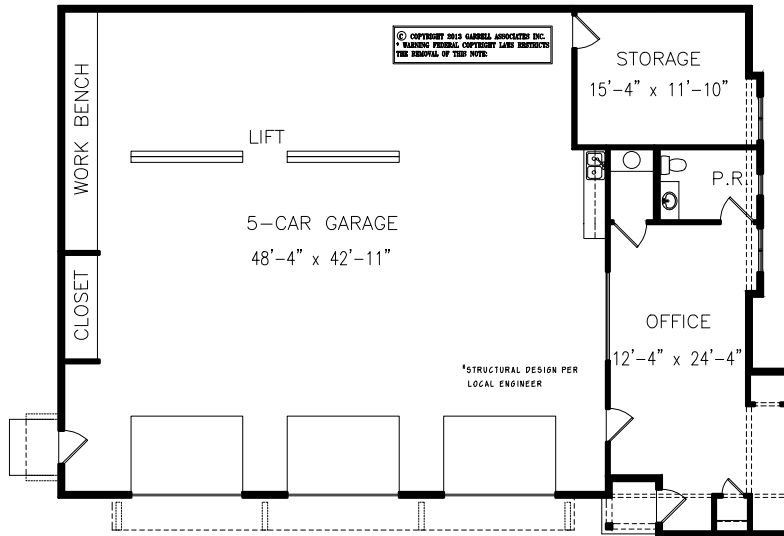 © COPYRIGHT 2013 GARRELL ASSOCIATES INC.
* WARNING FEDERAL COPYRIGHT LAWS RESTRICTS
THE REMOVAL OF THIS NOTE:
STORAGE
15'-4" x 11'-10"
WORK BENCH
LIFT
P.R.
5-CAR GARAGE
48'-4" x 42'-11"
CLOSET
OFFICE
12'-4" x 24'-4"
*STRUCTURAL DESIGN PER
LOCAL ENGINEER